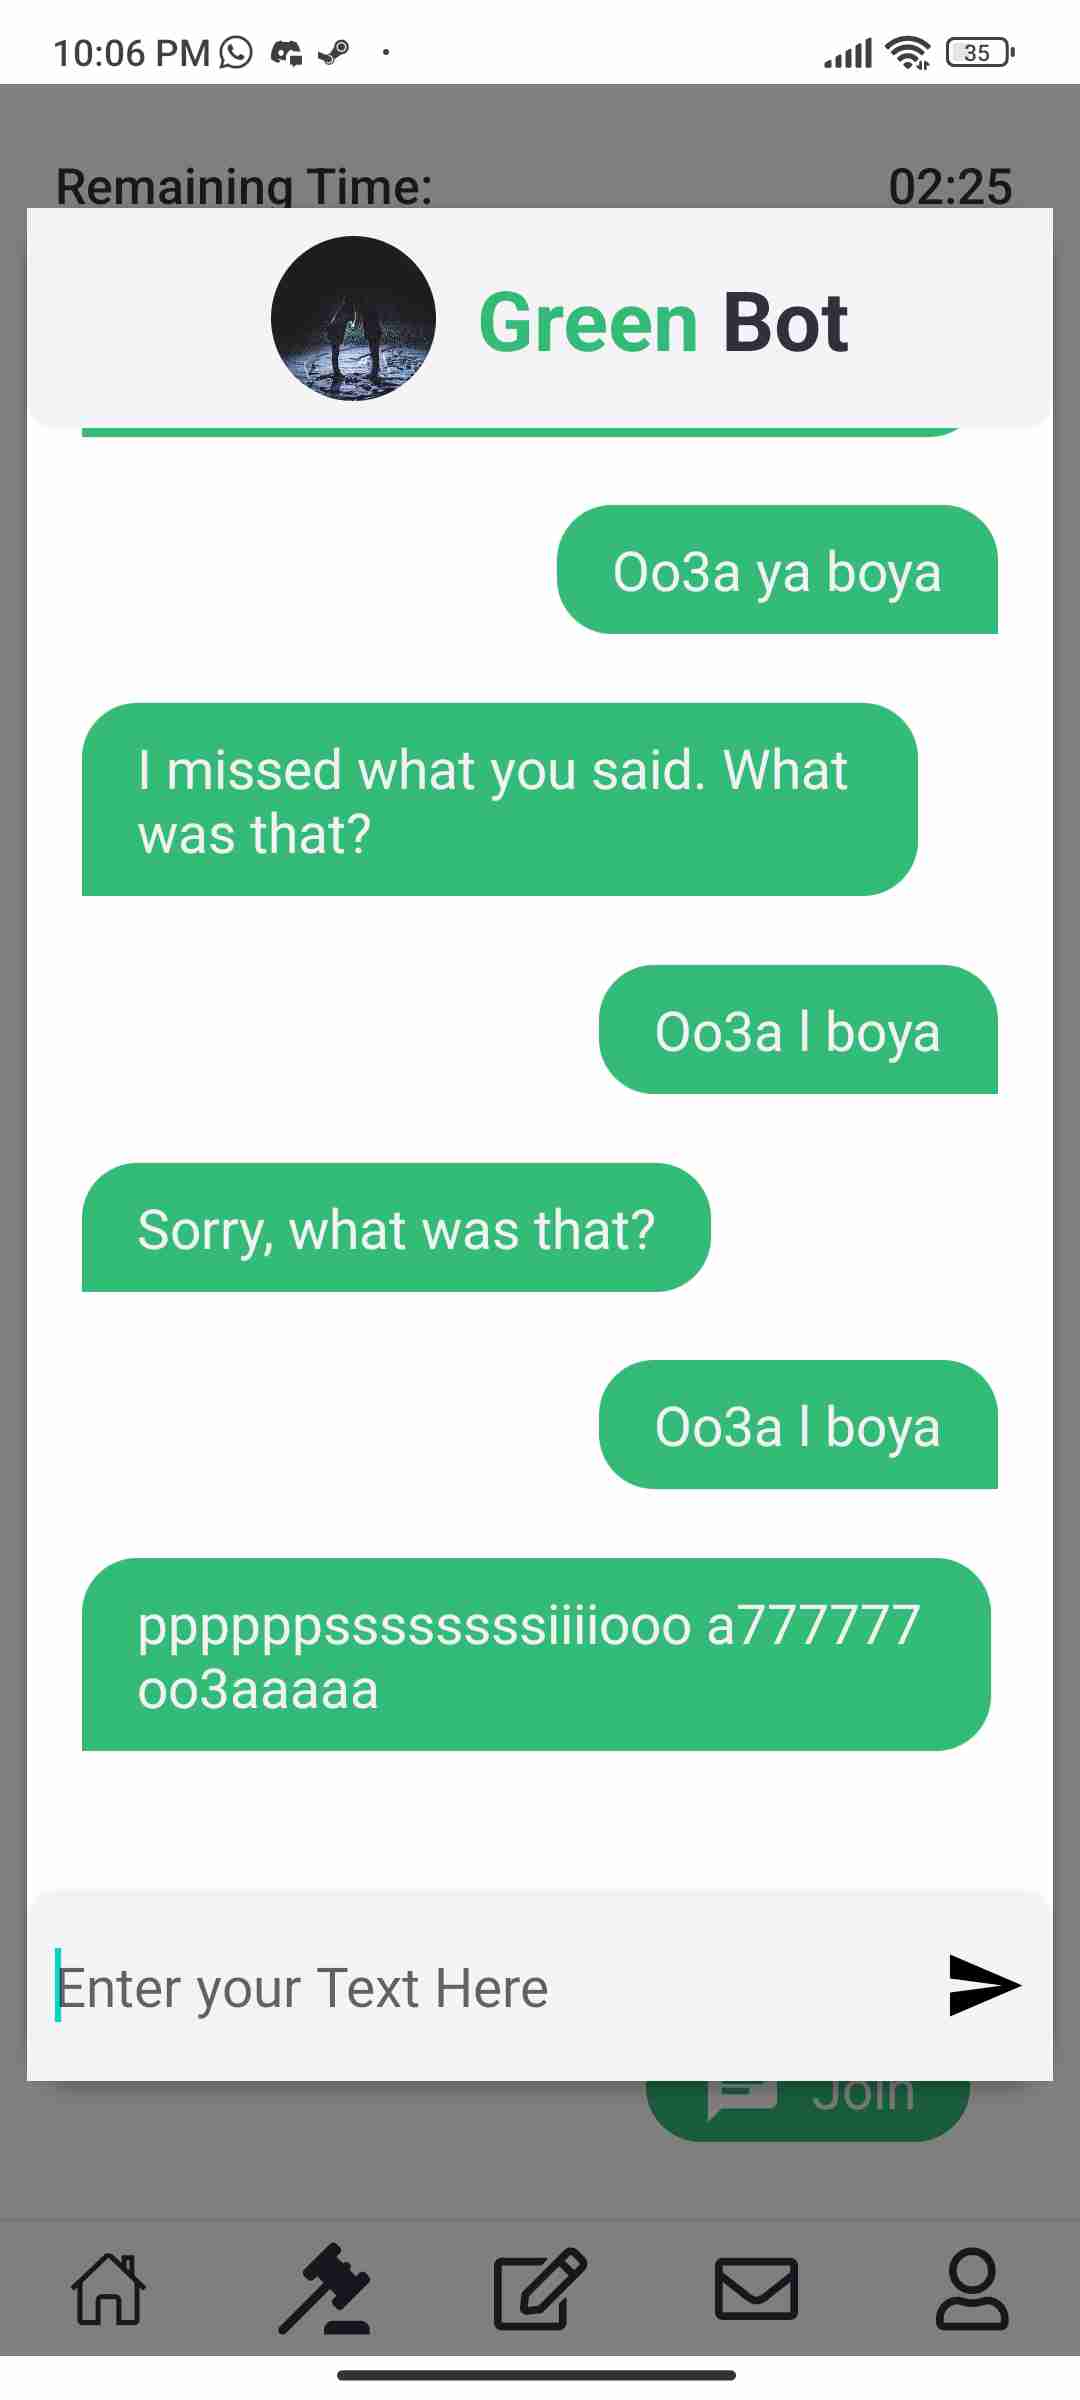 10:06 PM
35
Remaining Time: 02:25
Green Bot
Oo3a ya boya
I missed what you said. What
was that?
Oo3a l boya
Sorry, what was that?
Oo3a l boya
ppppppssssssssiiiiooo a777777
oo3aaaaa
Enter your Text Here
Join